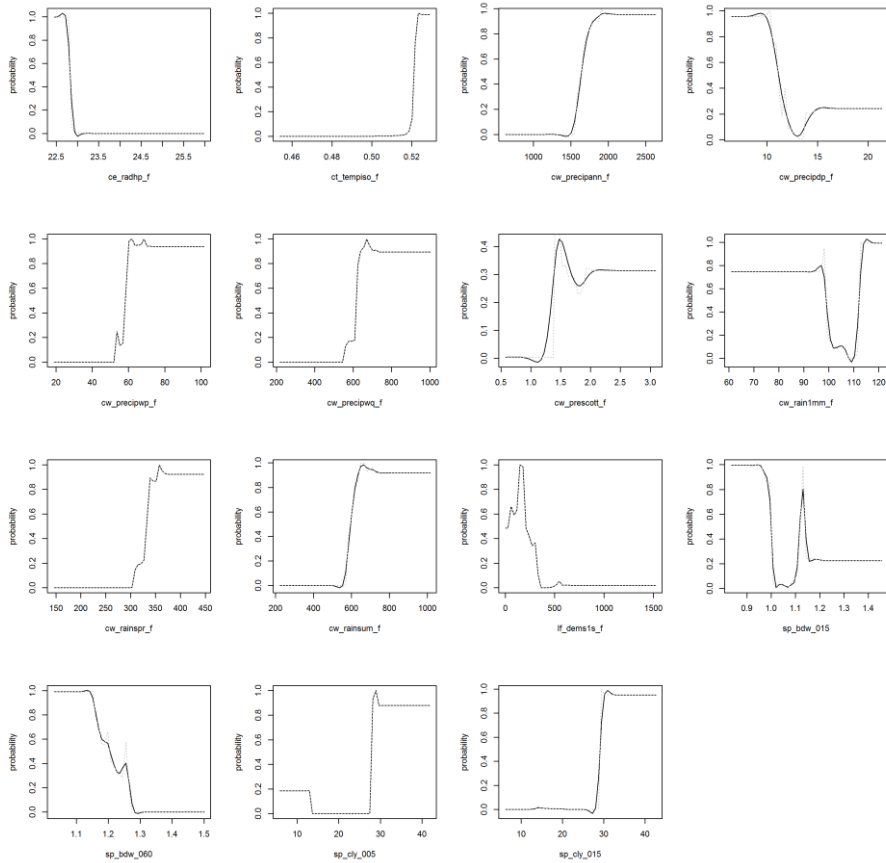 probability
0.0 0.2 0.4 0.6 0.8 1.0
22.5 23.5 24.5 25.5
ce_radhp_f
probability
0.0 0.2 0.4 0.6 0.8 1.0
0.46 0.48 0.50 0.52
ct_tempiso_f
probability
0.0 0.2 0.4 0.6 0.8 1.0
1000 1500 2000 2500
cw_precipann_f
probability
0.0 0.2 0.4 0.6 0.8 1.0
10 15 20
cw_precipdp_f
probability
0.0 0.2 0.4 0.6 0.8 1.0
20 40 60 80 100
cw_precipwp_f
probability
0.0 0.2 0.4 0.6 0.8 1.0
200 400 600 800 1000
cw_precipwq_f
probability
0.0 0.1 0.2 0.3 0.4
0.5 1.0 1.5 2.0 2.5 3.0
cw_prescott_f
probability
0.0 0.2 0.4 0.6 0.8 1.0
60 70 80 90 100 110 120
cw_rain1mm_f
probability
0.0 0.2 0.4 0.6 0.8 1.0
150 200 250 300 350 400 450
cw_rainspr_f
probability
0.0 0.2 0.4 0.6 0.8 1.0
200 400 600 800 1000
cw_rainsum_f
probability
0.0 0.2 0.4 0.6 0.8 1.0
0 500 1000 1500
lf_dems1s_f
probability
0.0 0.2 0.4 0.6 0.8 1.0
0.9 1.0 1.1 1.2 1.3 1.4
sp_bdw_015
probability
0.0 0.2 0.4 0.6 0.8 1.0
1.1 1.2 1.3 1.4 1.5
sp_bdw_060
probability
0.0 0.2 0.4 0.6 0.8 1.0
10 20 30 40
sp_cly_005
probability
0.0 0.2 0.4 0.6 0.8 1.0
10 20 30 40
sp_cly_015